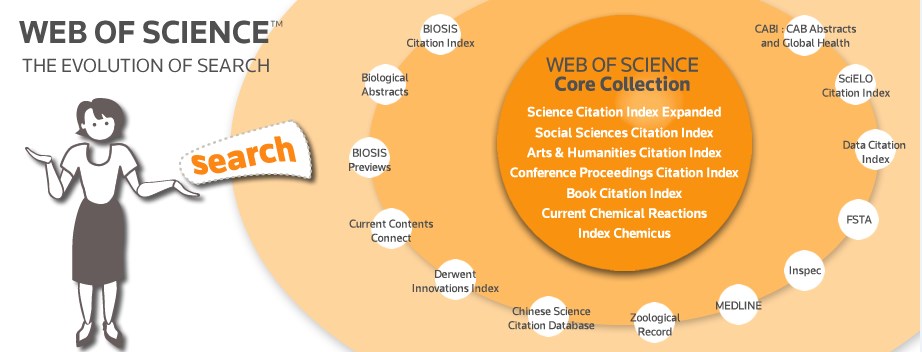 WEB OF SCIENCE™
THE EVOLUTION OF SEARCH
search
BIOSIS
Citation Index
Biological
Abstracts
BIOSIS
Previews
Current Contents
Connect
Derwent
Innovations Index
Chinese Science
Citation Database
Zoological
Record
MEDLINE
Inspec
FSTA
Data Citation
Index
SciELO
Citation Index
CABI : CAB Abstracts
and Global Health
WEB OF SCIENCE
Core Collection
Science Citation Index Expanded
Social Sciences Citation Index
Arts & Humanities Citation Index
Conference Proceedings Citation Index
Book Citation Index
Current Chemical Reactions
Index Chemicus